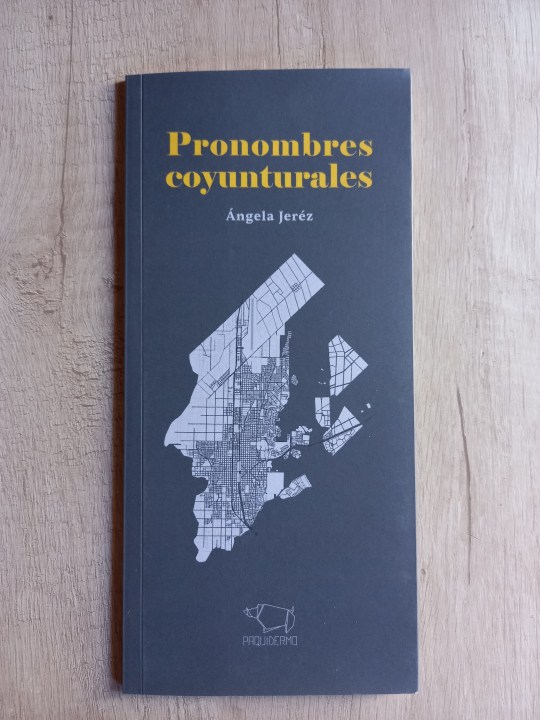 Pronombres
coyunturales
Ángela Jeréz
PAQUIDERMO